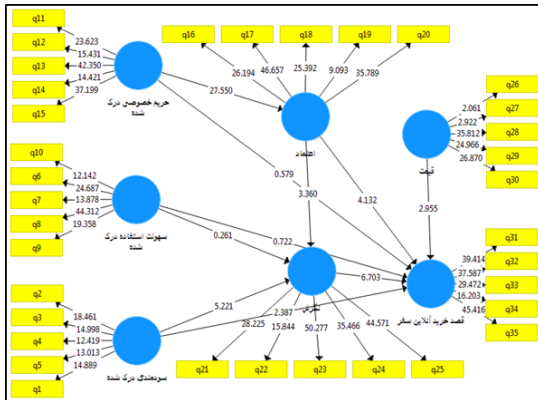 q11
q12
q13
q14
q15
23.623
15.431
42.350
14.421
37.199
حریم خصوصی درک
شده
q16
q17
q18
q19
q20
26.194
46.657
25.392
9.093
35.789
27.550
اعتماد
q26
q27
q28
q29
q30
2.061
2.922
35.812
24.966
26.870
قیمت
0.579
3.360
4.132
2.955
q10
q6
q7
q8
q9
12.142
24.687
13.878
44.312
19.358
سهولت استفاده درک
شده
0.261
0.722
q2
q3
q4
q5
q1
18.461
14.998
12.419
13.013
14.889
سودمندی درک شده
5.221
2.387
نگرش
6.703
28.225
15.844
50.277
35.466
44.571
q21
q22
q23
q24
q25
q31
q32
q33
q34
q35
39.414
37.587
29.472
16.203
45.416
قصد خرید آنلاین سفر